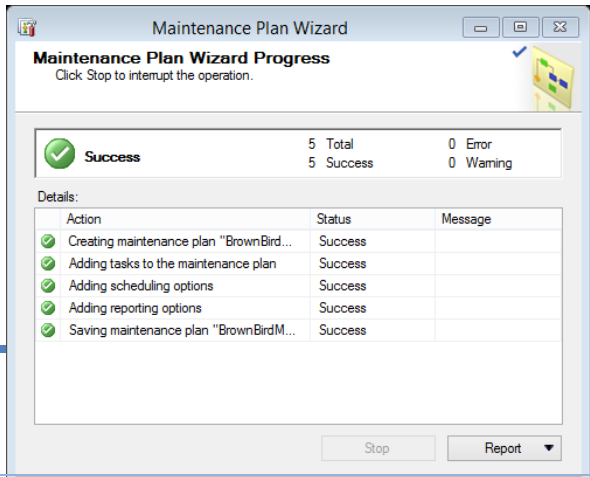 Maintenance Plan Wizard
Maintenance Plan Wizard Progress
Click Stop to interrupt the operation.
Success
5 Total 0 Error
5 Success 0 Warning
Details:
Action Status Message
Creating maintenance plan "BrownBird... Success
Adding tasks to the maintenance plan Success
Adding scheduling options Success
Adding reporting options Success
Saving maintenance plan "BrownBirdM... Success
Stop Report